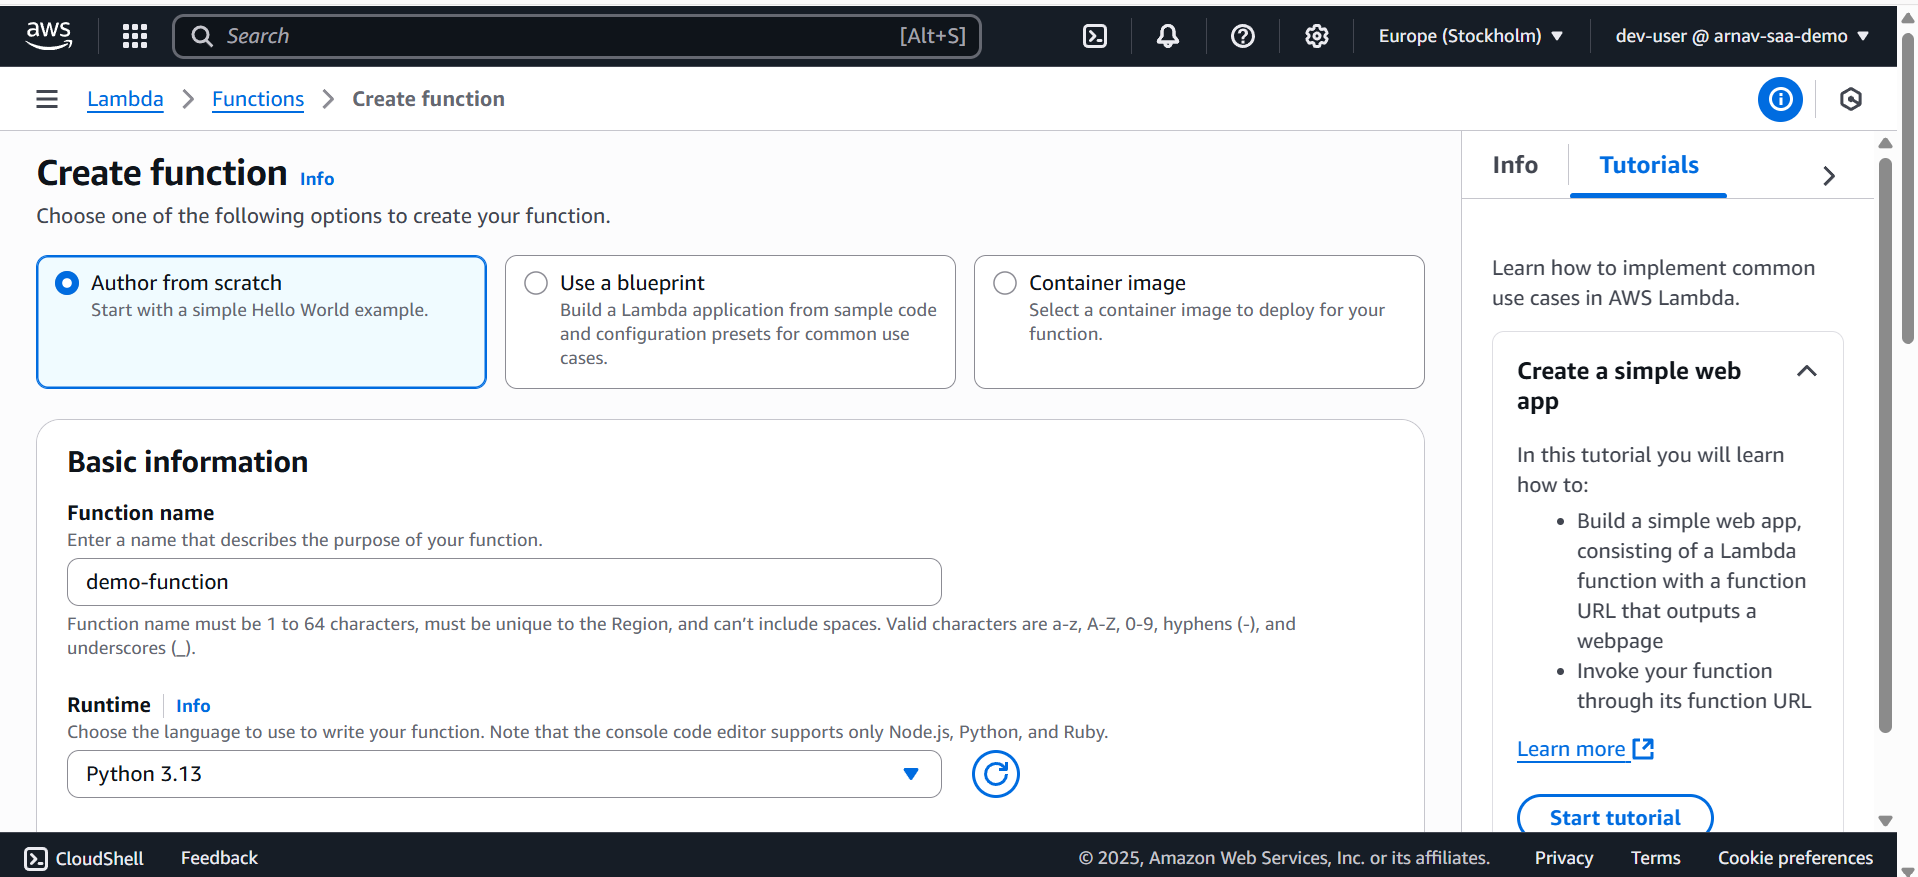 aws
Search [Alt+S]
Europe (Stockholm)
dev-user @ arnav-saa-demo
Lambda
Functions
Create function
Create function Info
Choose one of the following options to create your function.
Author from scratch
Start with a simple Hello World example.
Use a blueprint
Build a Lambda application from sample code
and configuration presets for common use
cases.
Container image
Select a container image to deploy for your
function.
Basic information
Function name
Enter a name that describes the purpose of your function.
demo-function
Function name must be 1 to 64 characters, must be unique to the Region, and can’t include spaces. Valid characters are a-z, A-Z, 0-9, hyphens (-), and
underscores (_).
Runtime Info
Choose the language to use to write your function. Note that the console code editor supports only Node.js, Python, and Ruby.
Python 3.13
Info
Tutorials
Learn how to implement common
use cases in AWS Lambda.
Create a simple web
app
In this tutorial you will learn
how to:
• Build a simple web app,
consisting of a Lambda
function with a function
URL that outputs a
webpage
• Invoke your function
through its function URL
Learn more
Start tutorial
CloudShell
Feedback
© 2025, Amazon Web Services, Inc. or its affiliates.
Privacy
Terms
Cookie preferences